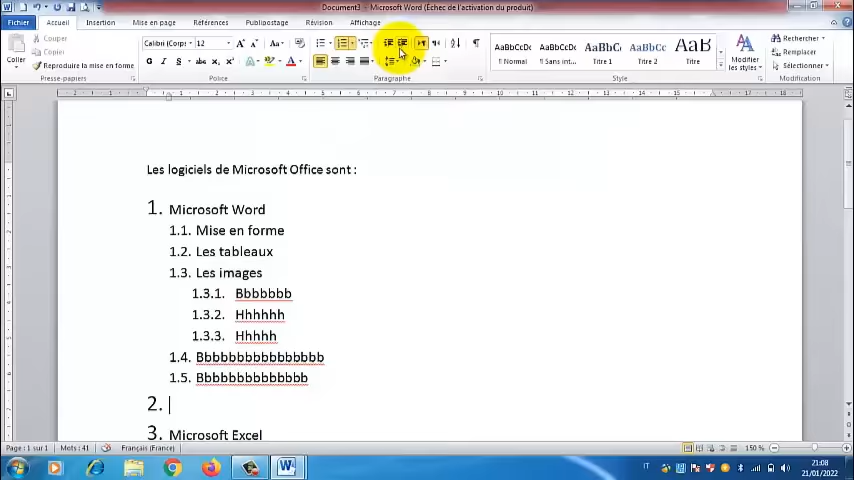 Document3 – Microsoft Word (Échec de l'activation du produit)
Fichier Accueil Insertion Mise en page Références Publipostage Révision Affichage
Coller
Couper
Copier
Reproduire la mise en forme
Presse-papiers
Calibri (Corps) 12
Police
Paragraphe
AaBbCcDc AaBbCcDc AaBbC AaBbCc AaB
¶ Normal ¶ Sans int... Titre 1 Titre 2 Titre
Style
Modifier
les styles
Rechercher
Remplacer
Sélectionner
Modification
Les logiciels de Microsoft Office sont :
1. Microsoft Word
1.1. Mise en forme
1.2. Les tableaux
1.3. Les images
1.3.1. Bbbbbbb
1.3.2. Hhhhhh
1.3.3. Hhhhh
1.4. Bbbbbbbbbbbbbbbb
1.5. Bbbbbbbbbbbbbb
2.
3. Microsoft Excel
Page : 1 sur 1 Mots : 41 Français (France) 150 %
IT 21:08
21/01/2022